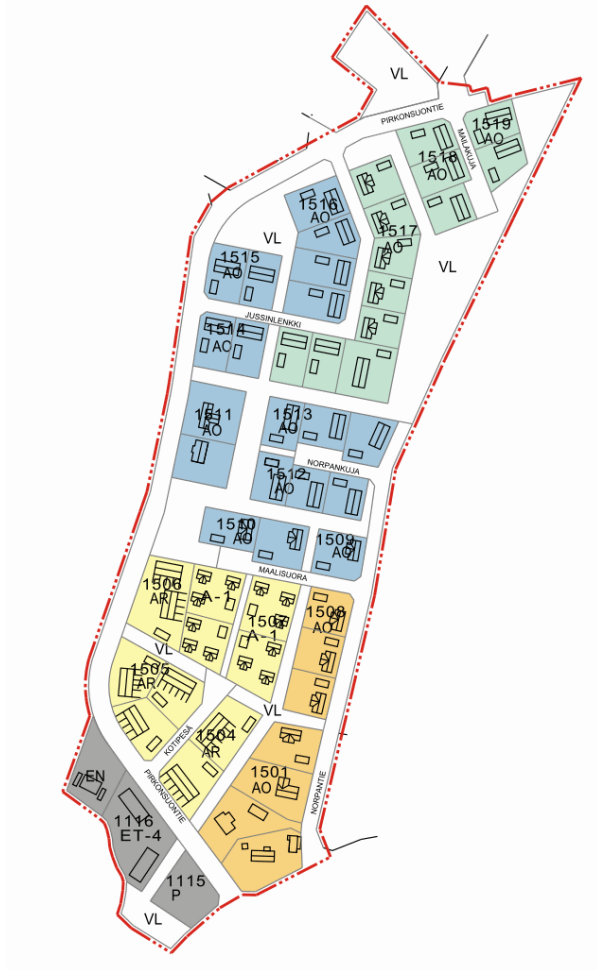 VL
PIRKONSUONTIE
1519
AO
MAILAKUJA
1518
AO
1516
AO
1517
AO
VL
VL
1515
AO
JUSSINLENKKI
1514
AO
1511
AO
1513
AO
NORPANKUJA
1512
AO
1510
AO
1509
AO
MAALISUORA
1506
AR
A-1
1507
A-1
1508
AO
VL
1505
AR
VL
KOTIPESÄ
1504
AR
1501
AO
PIRKONSUONTIE
NORPANTIE
EN
1116
ET-4
1115
P
VL